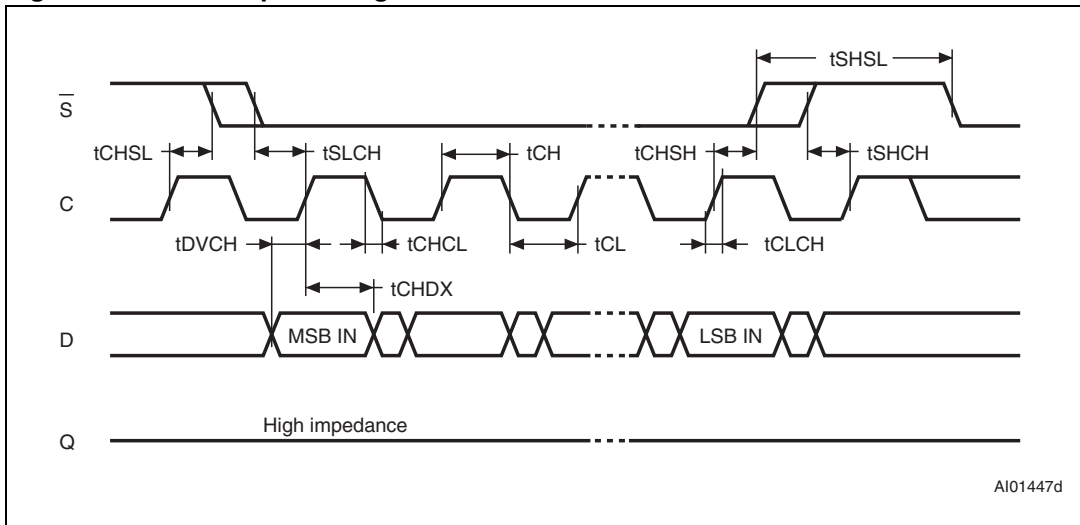 tSHSL
S
tCHSL
tSLCH
tCH
tCHSH
tSHCH
C
tDVCH
tCHCL
tCL
tCLCH
tCHDX
D
MSB IN
LSB IN
High impedance
Q
AI01447d